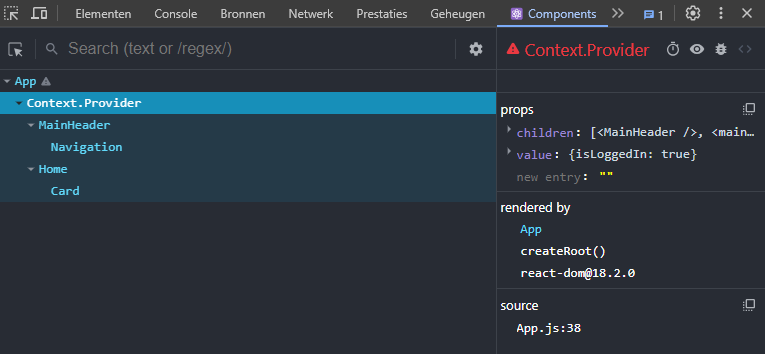 Elementen Console Bronnen Netwerk Prestaties Geheugen Components 1
Search (text or /regex/)
App
Context.Provider
MainHeader
Navigation
Home
Card
Context.Provider
props
children: [<MainHeader />, <main…
value: {isLoggedIn: true}
new entry: ""
rendered by
App
createRoot()
react-dom@18.2.0
source
App.js:38